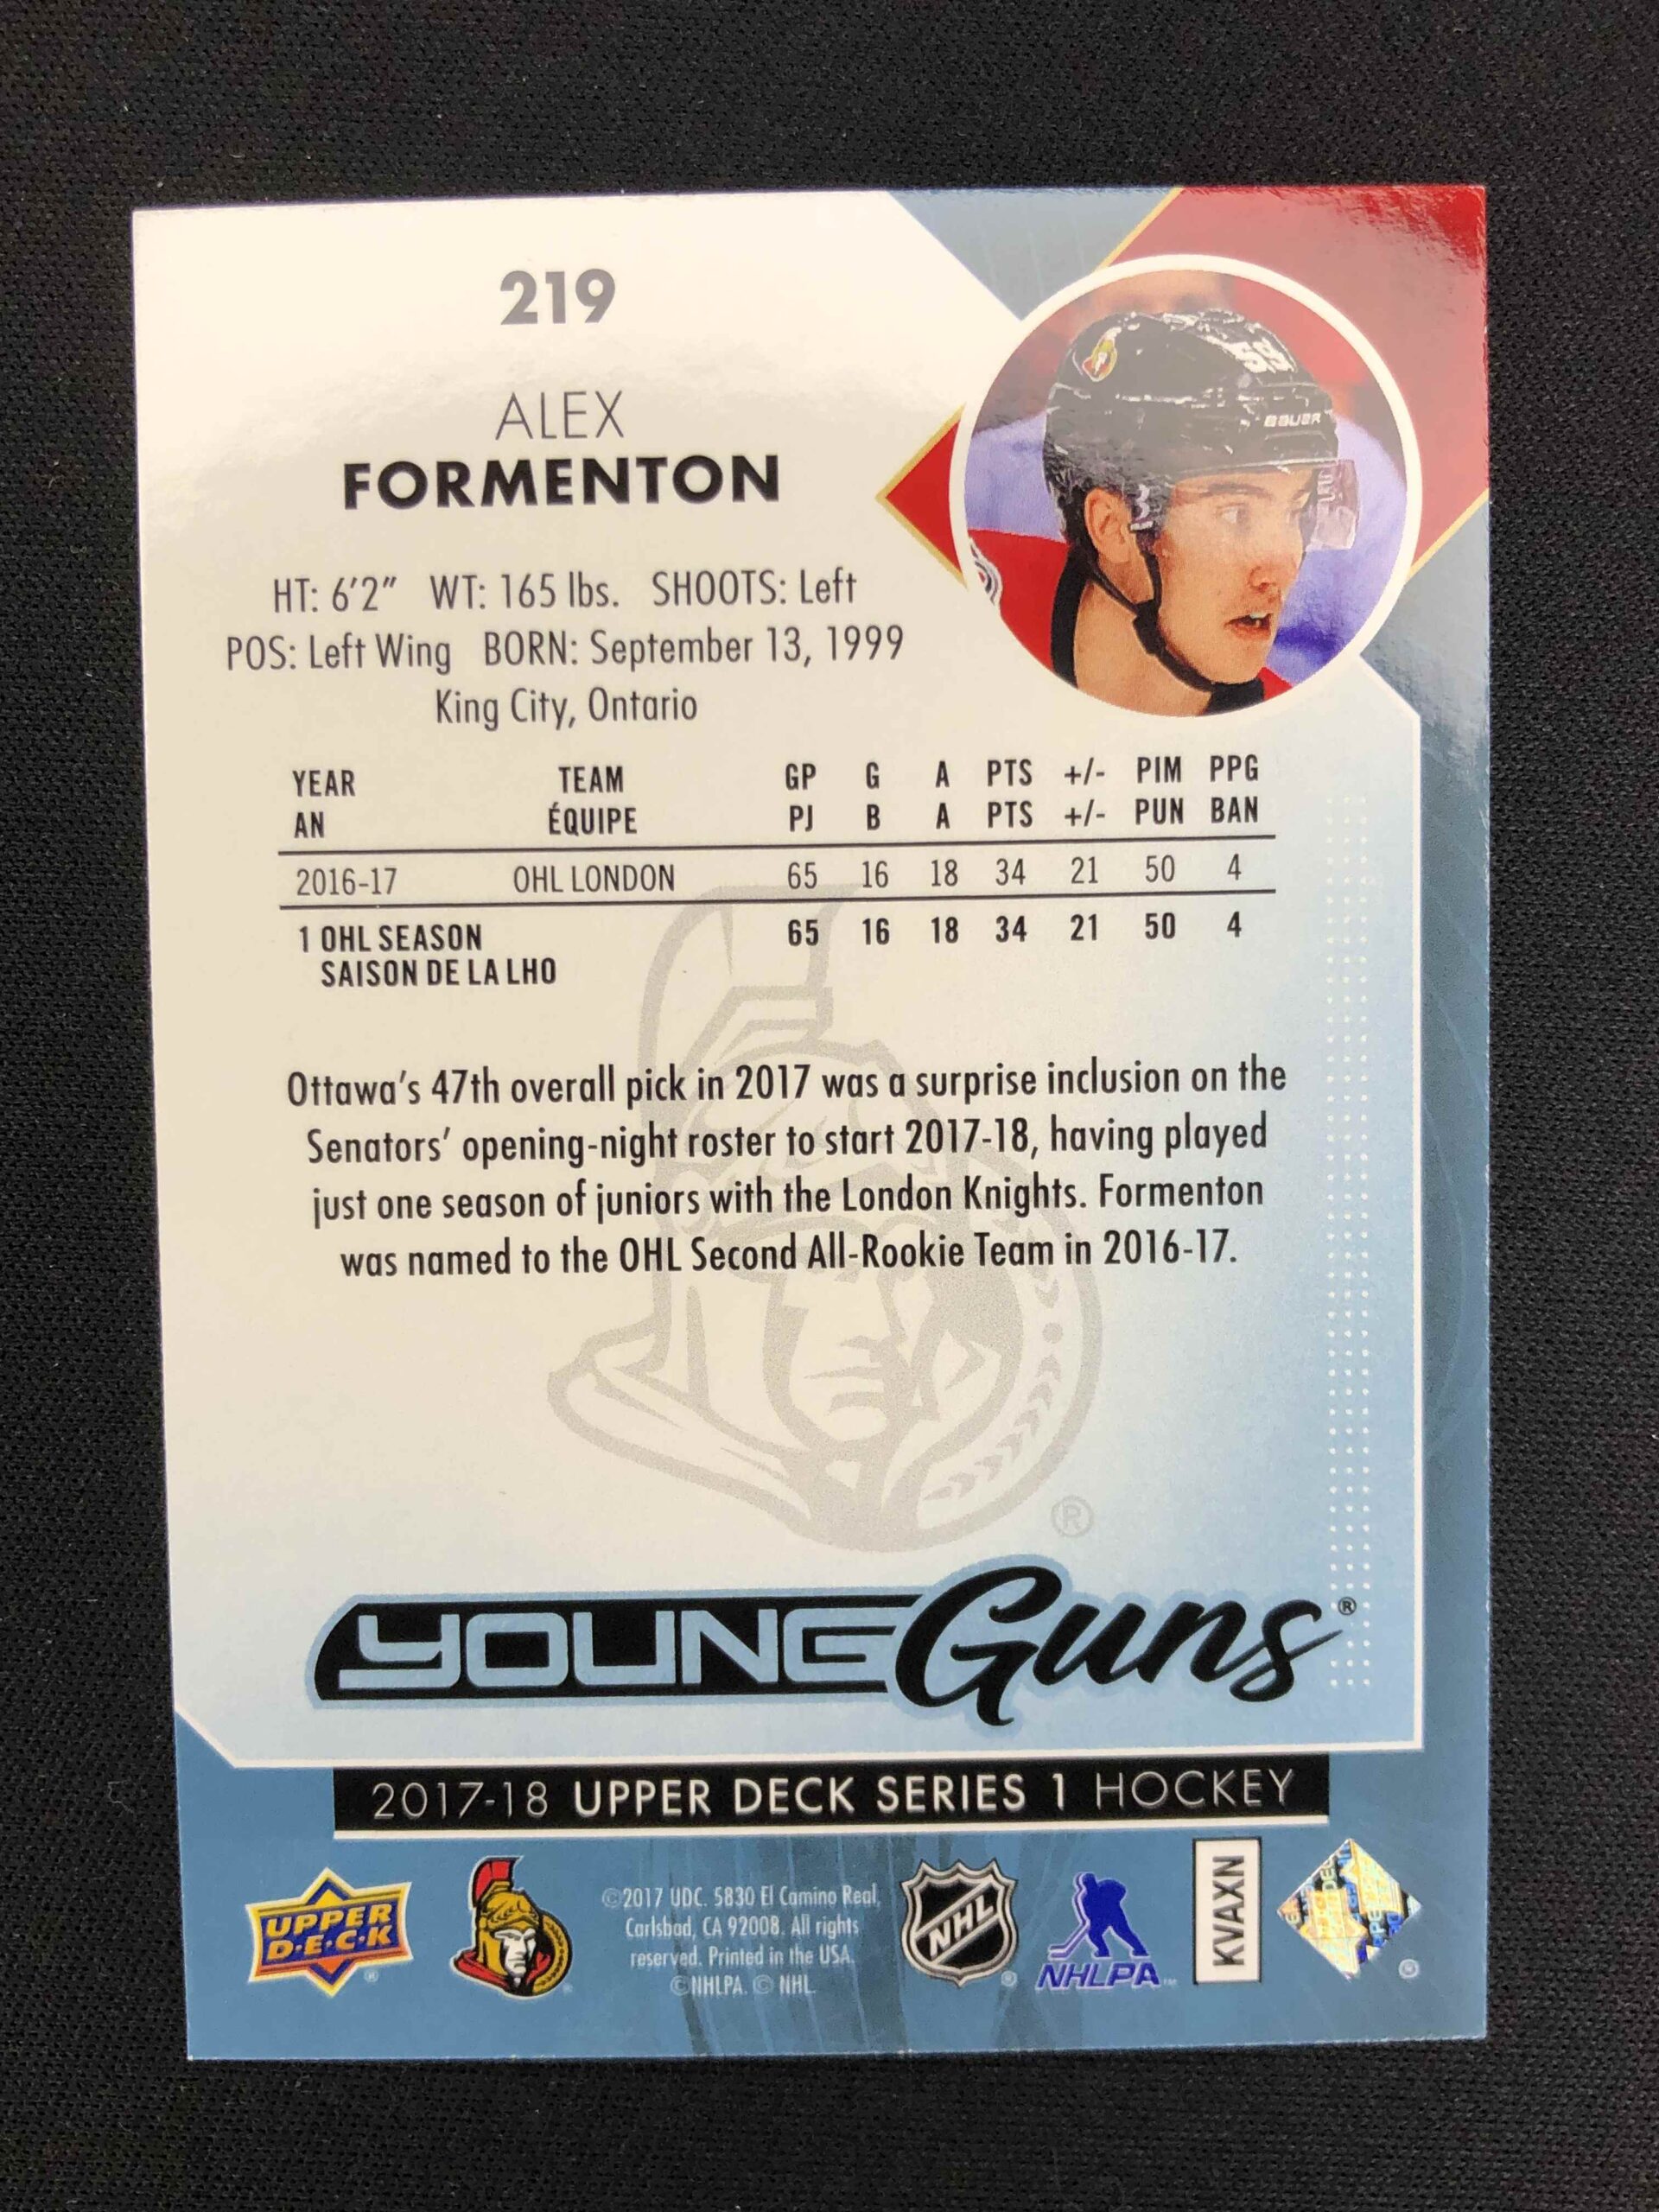 219
ALEX
FORMENTON
59
BAUER
HT: 6'2" WT: 165 lbs. SHOOTS: Left
POS: Left Wing BORN: September 13, 1999
King City, Ontario
YEAR TEAM GP G A PTS +/- PIM PPG
AN ÉQUIPE PJ B A PTS +/- PUN BAN
2016-17 OHL LONDON 65 16 18 34 21 50 4
1 OHL SEASON 65 16 18 34 21 50 4
SAISON DE LA LHO
Ottawa's 47th overall pick in 2017 was a surprise inclusion on the
Senators' opening-night roster to start 2017-18, having played
just one season of juniors with the London Knights. Formenton
was named to the OHL Second All-Rookie Team in 2016-17.
®
YOUNG Guns®
2017-18 UPPER DECK SERIES 1 HOCKEY
UPPER
D·E·C·K
®
©2017 UDC. 5830 El Camino Real,
Carlsbad, CA 92008. All rights
reserved. Printed in the USA.
©NHLPA. © NHL.
NHL
®
NHLPA™
KVAXN
®